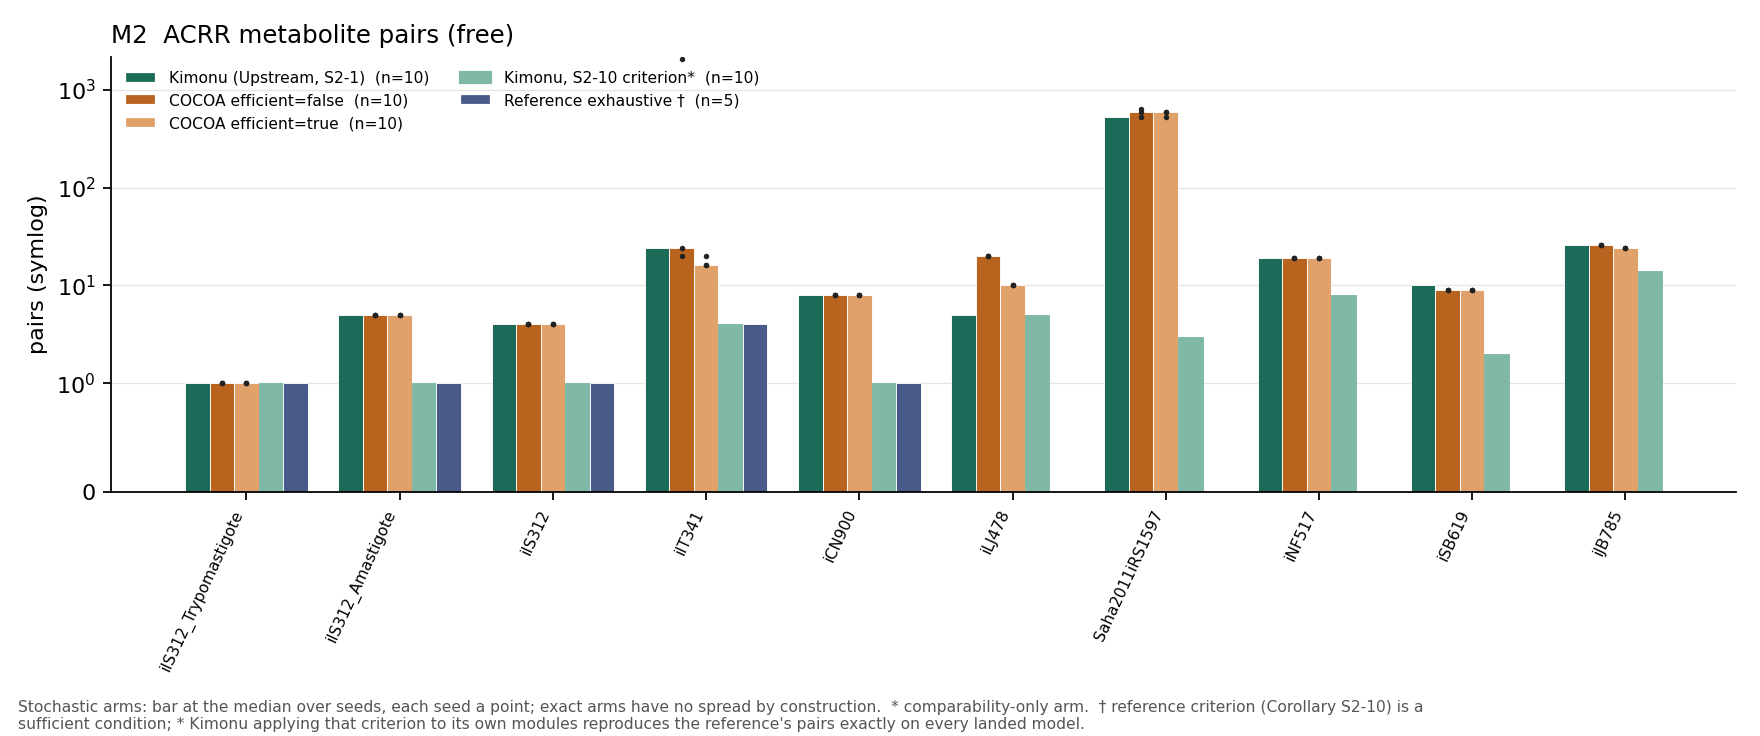 M2  ACRR metabolite pairs (free)
Kimonu (Upstream, S2-1)  (n=10)
COCOA efficient=false  (n=10)
COCOA efficient=true  (n=10)
Kimonu, S2-10 criterion*  (n=10)
Reference exhaustive †  (n=5)
pairs (symlog)
10³
10²
10¹
10⁰
0
iIS312_Trypomastigote
iIS312_Amastigote
iIS312
iIT341
iCN900
iLJ478
Saha2011iRS1597
iNF517
iSB619
iJB785
Stochastic arms: bar at the median over seeds, each seed a point; exact arms have no spread by construction.  * comparability-only arm.  † reference criterion (Corollary S2-10) is a
sufficient condition; * Kimonu applying that criterion to its own modules reproduces the reference's pairs exactly on every landed model.